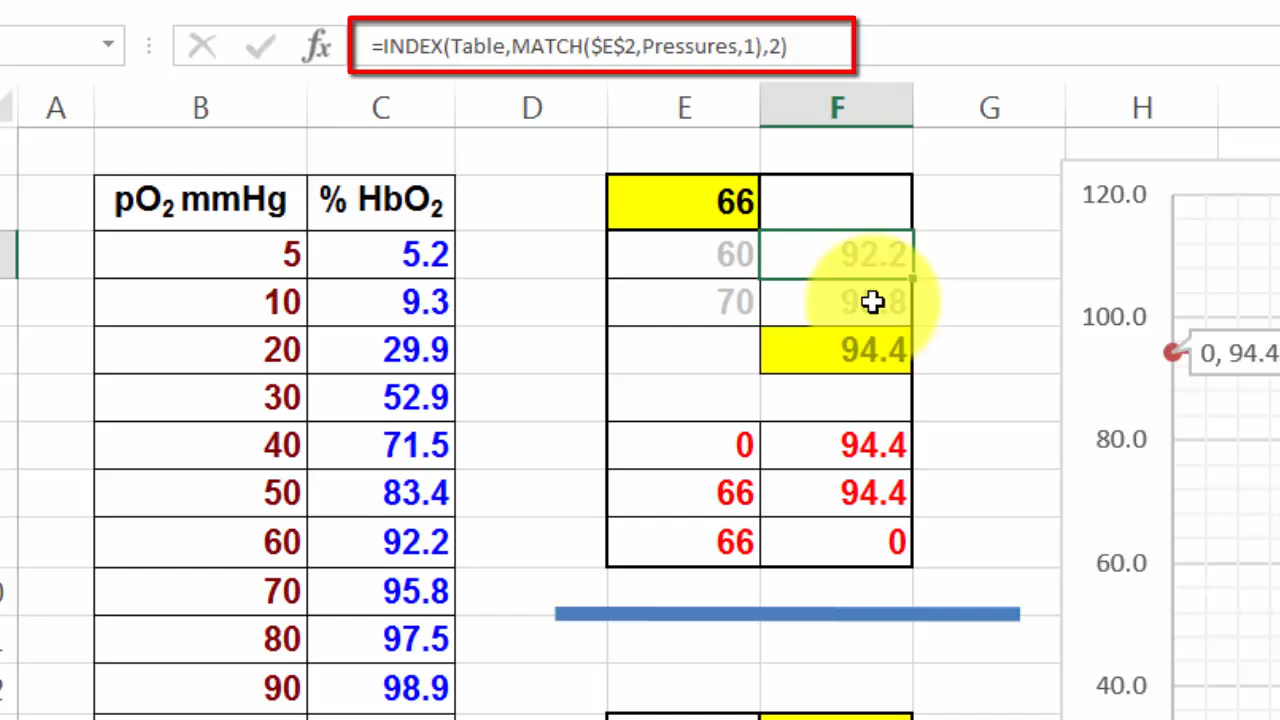 fx =INDEX(Table,MATCH($E$2,Pressures,1),2)
A B C D E F G H
pO₂ mmHg % HbO₂ 66 120.0
5 5.2 60 92.2
10 9.3 70 100.0
20 29.9 94.4 0, 94.4
30 52.9
40 71.5 0 94.4 80.0
50 83.4 66 94.4
60 92.2 66 0 60.0
70 95.8
80 97.5
90 98.9 40.0